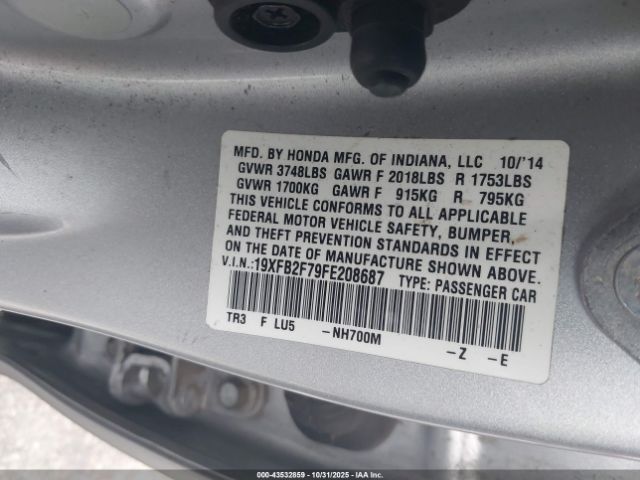 MFD. BY HONDA MFG. OF INDIANA, LLC 10/'14
GVWR 3748LBS GAWR F 2018LBS R 1753LBS
GVWR 1700KG GAWR F 915KG R 795KG
THIS VEHICLE CONFORMS TO ALL APPLICABLE
FEDERAL MOTOR VEHICLE SAFETY, BUMPER,
AND THEFT PREVENTION STANDARDS IN EFFECT
ON THE DATE OF MANUFACTURE SHOWN ABOVE.
V.I.N.:19XFB2F79FE208687 TYPE: PASSENGER CAR
TR3 F LU5 -NH700M -Z -E
00-43532659 | 10/31/2025 | IAA Inc.